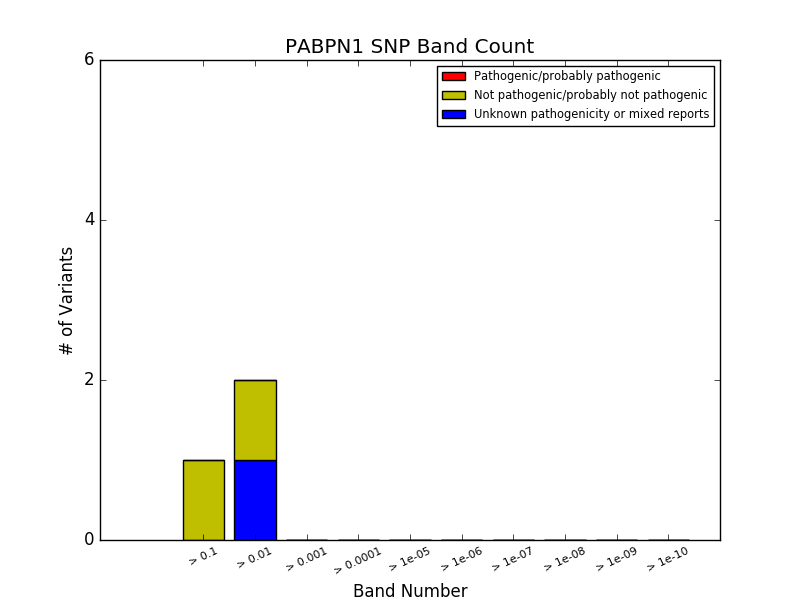 PABPN1 SNP Band Count
6
4
2
0
# of Variants
Pathogenic/probably pathogenic
Not pathogenic/probably not pathogenic
Unknown pathogenicity or mixed reports
> 0.1
> 0.01
> 0.001
> 0.0001
> 1e-05
> 1e-06
> 1e-07
> 1e-08
> 1e-09
> 1e-10
Band Number